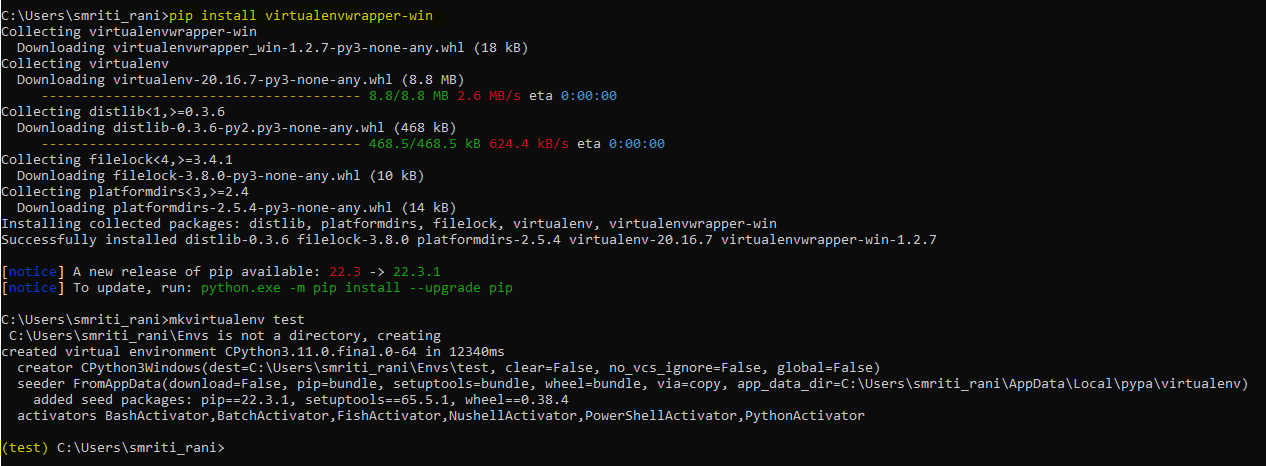 C:\Users\smriti_rani>pip install virtualenvwrapper-win
Collecting virtualenvwrapper-win
  Downloading virtualenvwrapper_win-1.2.7-py3-none-any.whl (18 kB)
Collecting virtualenv
  Downloading virtualenv-20.16.7-py3-none-any.whl (8.8 MB)
     ---------------------------------------- 8.8/8.8 MB 2.6 MB/s eta 0:00:00
Collecting distlib<1,>=0.3.6
  Downloading distlib-0.3.6-py2.py3-none-any.whl (468 kB)
     ---------------------------------------- 468.5/468.5 kB 624.4 kB/s eta 0:00:00
Collecting filelock<4,>=3.4.1
  Downloading filelock-3.8.0-py3-none-any.whl (10 kB)
Collecting platformdirs<3,>=2.4
  Downloading platformdirs-2.5.4-py3-none-any.whl (14 kB)
Installing collected packages: distlib, platformdirs, filelock, virtualenv, virtualenvwrapper-win
Successfully installed distlib-0.3.6 filelock-3.8.0 platformdirs-2.5.4 virtualenv-20.16.7 virtualenvwrapper-win-1.2.7
[notice] A new release of pip available: 22.3 -> 22.3.1
[notice] To update, run: python.exe -m pip install --upgrade pip
C:\Users\smriti_rani>mkvirtualenv test
 C:\Users\smriti_rani\Envs is not a directory, creating
created virtual environment CPython3.11.0.final.0-64 in 12340ms
  creator CPython3Windows(dest=C:\Users\smriti_rani\Envs\test, clear=False, no_vcs_ignore=False, global=False)
  seeder FromAppData(download=False, pip=bundle, setuptools=bundle, wheel=bundle, via=copy, app_data_dir=C:\Users\smriti_rani\AppData\Local\pypa\virtualenv)
    added seed packages: pip==22.3.1, setuptools==65.5.1, wheel==0.38.4
  activators BashActivator,BatchActivator,FishActivator,NushellActivator,PowerShellActivator,PythonActivator
(test) C:\Users\smriti_rani>